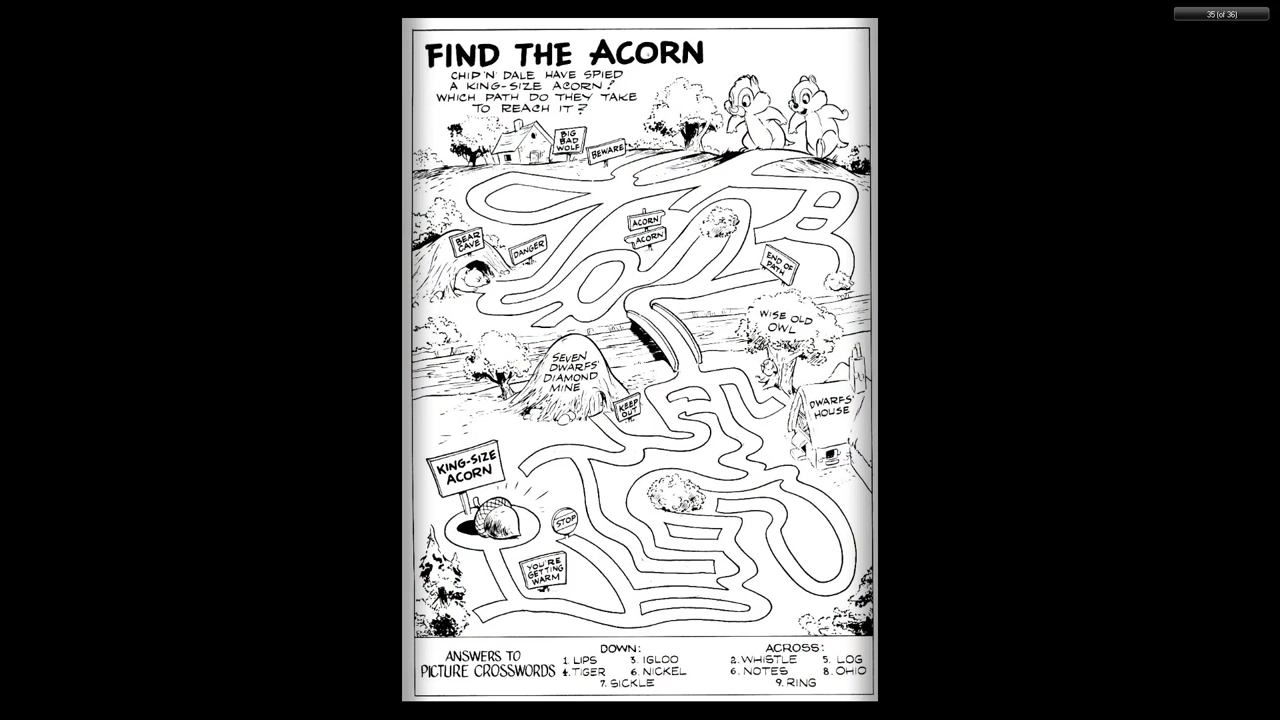 35 (of 36)
FIND THE ACORN
CHIP 'N' DALE HAVE SPIED
A KING-SIZE ACORN!
WHICH PATH DO THEY TAKE
TO REACH IT?
BIG
BAD
WOLF
BEWARE
ACORN
ACORN
BEAR
CAVE
DANGER
END OF
PATH
WISE OLD
OWL
SEVEN
DWARFS'
DIAMOND
MINE
KEEP
OUT
DWARFS'
HOUSE
KING-SIZE
ACORN
STOP
YOU'RE
GETTING
WARM
ANSWERS TO
PICTURE CROSSWORDS
DOWN:
1. LIPS 3. IGLOO
4. TIGER 6. NICKEL
7. SICKLE
ACROSS:
2. WHISTLE 5. LOG
6. NOTES 8. OHIO
9. RING